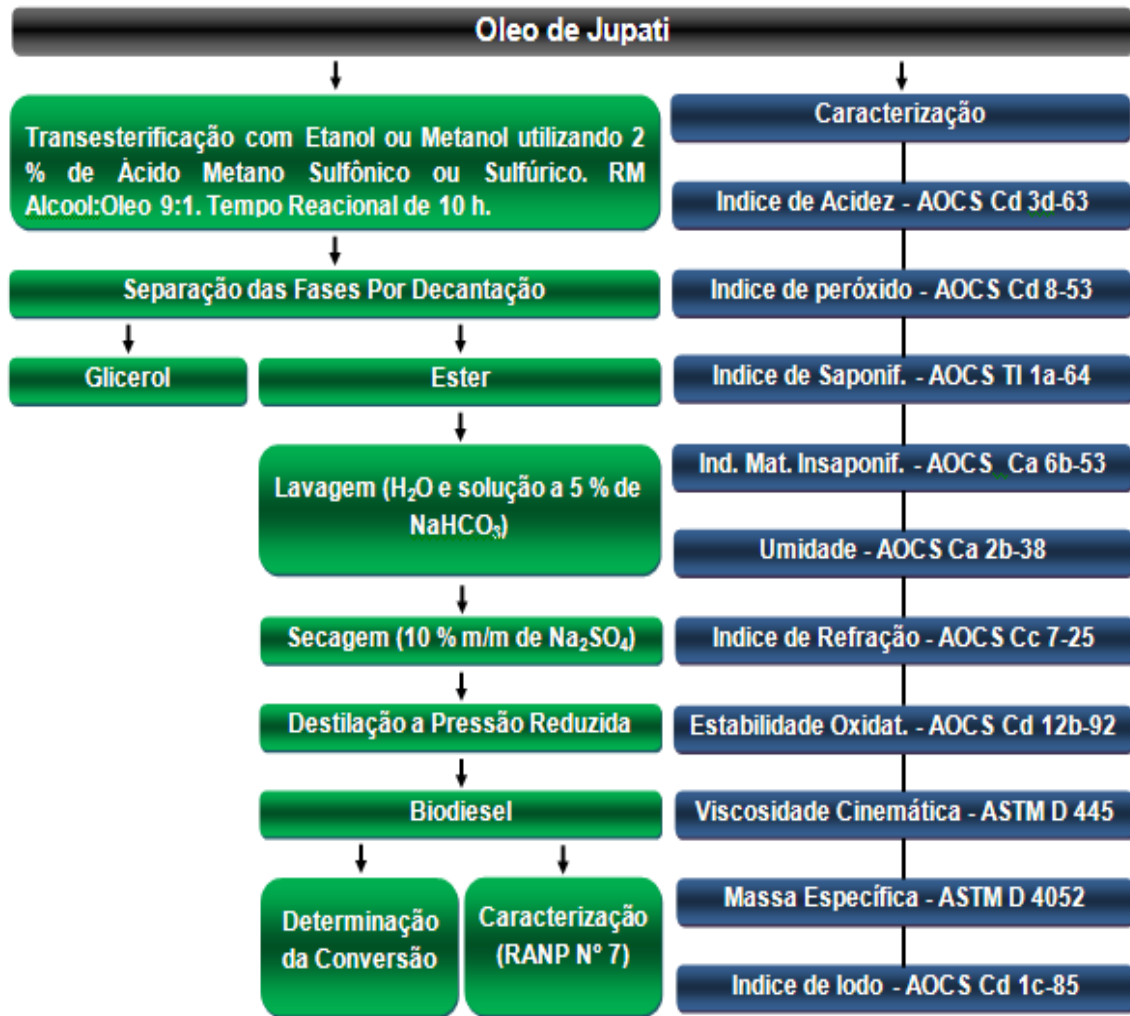 Oleo de Jupati
Transesterificação com Etanol ou Metanol utilizando 2
% de Àcido Metano Sulfônico ou Sulfúrico. RM
Alcool:Oleo 9:1. Tempo Reacional de 10 h.
Separação das Fases Por Decantação
Glicerol
Ester
Lavagem (H₂O e solução a 5 % de
NaHCO₃)
Secagem (10 % m/m de Na₂SO₄)
Destilação a Pressão Reduzida
Biodiesel
Determinação
da Conversão
Caracterização
(RANP Nº 7)
Caracterização
Indice de Acidez - AOCS Cd 3d-63
Indice de peróxido - AOCS Cd 8-53
Indice de Saponif. - AOCS Tl 1a-64
Ind. Mat. Insaponif. - AOCS Ca 6b-53
Umidade - AOCS Ca 2b-38
Indice de Refração - AOCS Cc 7-25
Estabilidade Oxidat. - AOCS Cd 12b-92
Viscosidade Cinemática - ASTM D 445
Massa Específica - ASTM D 4052
Indice de Iodo - AOCS Cd 1c-85